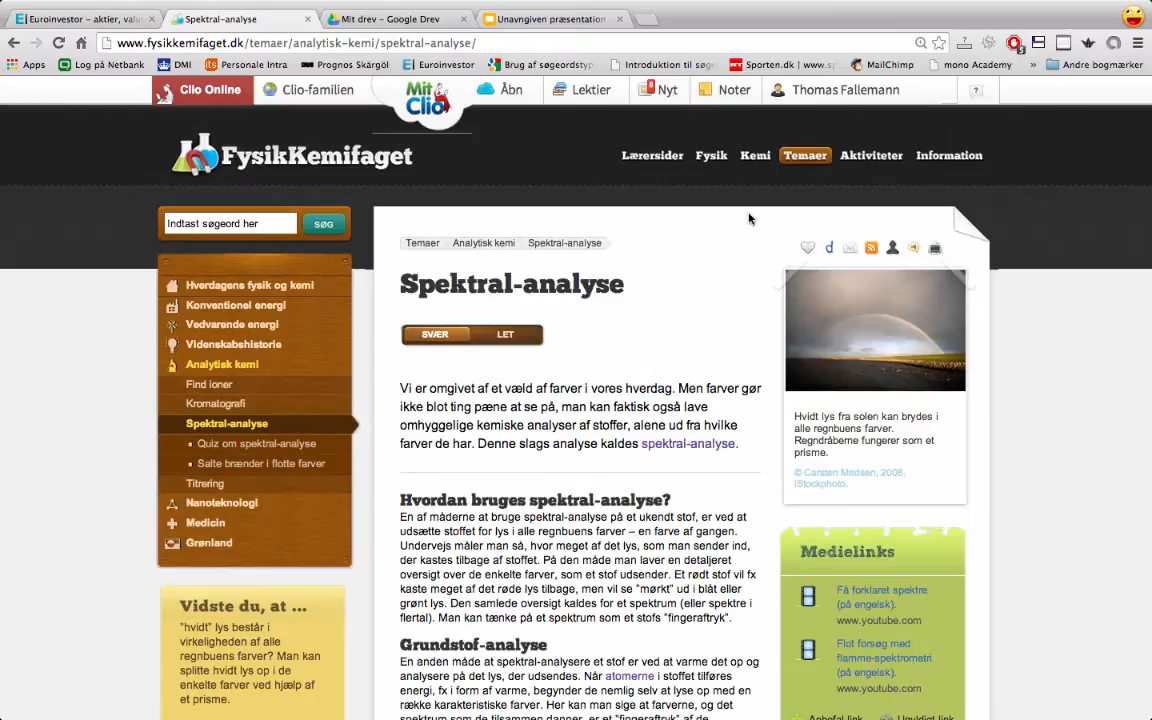 Euroinvestor – aktier, valut
Spektral-analyse
Mit drev – Google Drev
Unavngiven præsentation
www.fysikkemifaget.dk/temaer/analytisk-kemi/spektral-analyse/
Apps
Log på Netbank
DMI
Personale Intra
Prognos Skärgöl
Euroinvestor
Brug af søgeordstyp
Introduktion til søge
Sporten.dk | www.sp
MailChimp
mono Academy
»
Andre bogmærker
Clio Online
Clio-familien
Mit Clio
Åbn
Lektier
Nyt
Noter
Thomas Fallemann
?
FysikKemifaget
Lærersider
Fysik
Kemi
Temaer
Aktiviteter
Information
Indtast søgeord her
SØG
Hverdagens fysik og kemi
Konventionel energi
Vedvarende energi
Videnskabshistorie
Analytisk kemi
Find ioner
Kromatografi
Spektral-analyse
Quiz om spektral-analyse
Salte brænder i flotte farver
Titrering
Nanoteknologi
Medicin
Grønland
Vidste du, at ...
"hvidt" lys består i
virkeligheden af alle
regnbuens farver? Man kan
splitte hvidt lys op i de
enkelte farver ved hjælp af
et prisme.
Temaer
Analytisk kemi
Spektral-analyse
Spektral-analyse
SVÆR
LET
Vi er omgivet af et væld af farver i vores hverdag. Men farver gør
ikke blot ting pæne at se på, man kan faktisk også lave
omhyggelige kemiske analyser af stoffer, alene ud fra hvilke
farver de har. Denne slags analyse kaldes spektral-analyse.
Hvordan bruges spektral-analyse?
En af måderne at bruge spektral-analyse på et ukendt stof, er ved at
udsætte stoffet for lys i alle regnbuens farver – en farve af gangen.
Undervejs måler man så, hvor meget af det lys, som man sender ind,
der kastes tilbage af stoffet. På den måde man laver en detaljeret
oversigt over de enkelte farver, som et stof udsender. Et rødt stof vil fx
kaste meget af det røde lys tilbage, men vil se "mørkt" ud i blåt eller
grønt lys. Den samlede oversigt kaldes for et spektrum (eller spektre i
flertal). Man kan tænke på et spektrum som et stofs "fingeraftryk".
Grundstof-analyse
En anden måde at spektral-analysere et stof er ved at varme det op og
analysere på det lys, der udsendes. Når atomerne i stoffet tilføres
energi, fx i form af varme, begynder de nemlig selv at lyse op med en
række karakteristiske farver. Her kan man sige at farverne, og det
spektrum som de tilsammen danner, er et "fingeraftryk" af de
Hvidt lys fra solen kan brydes i
alle regnbuens farver.
Regndråberne fungerer som et
prisme.
© Carsten Madsen, 2008.
iStockphoto.
Medielinks
Få forklaret spektre
(på engelsk).
www.youtube.com
Flot forsøg med
flamme-spektrometri
(på engelsk).
www.youtube.com
Anbefal link
Ugyldigt link